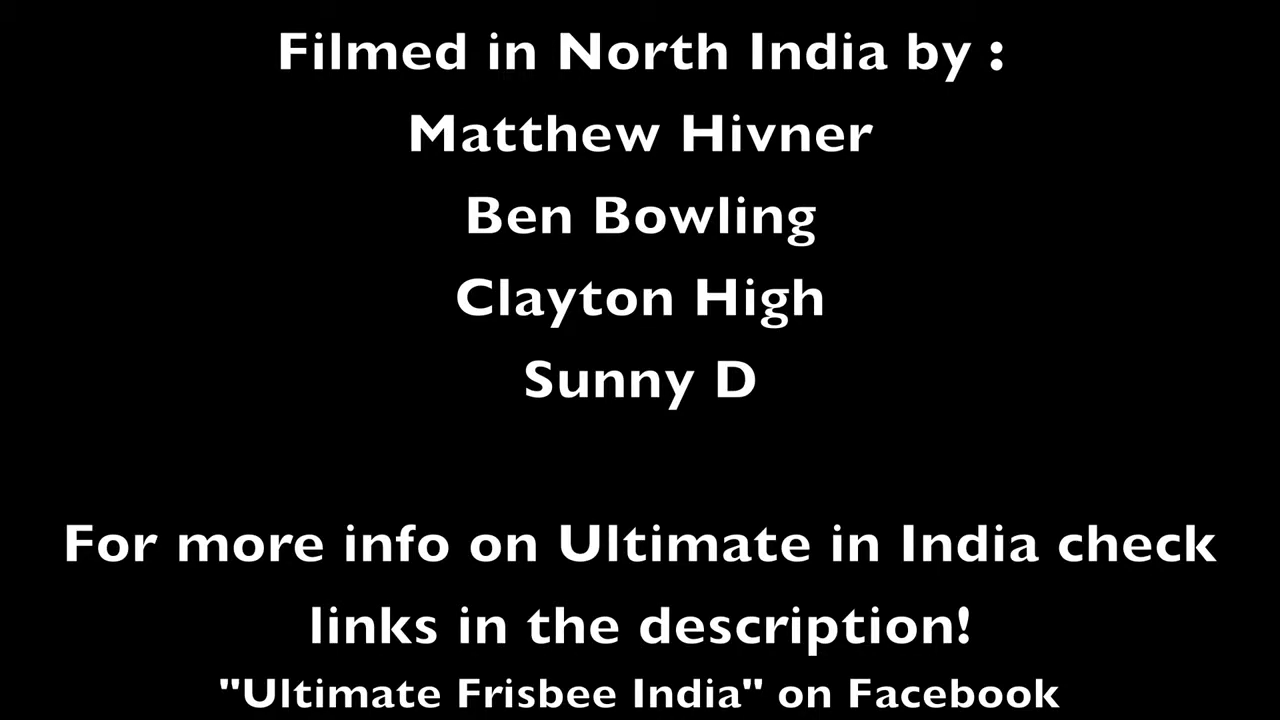 Filmed in North India by :
Matthew Hivner
Ben Bowling
Clayton High
Sunny D
For more info on Ultimate in India check
links in the description!
"Ultimate Frisbee India" on Facebook